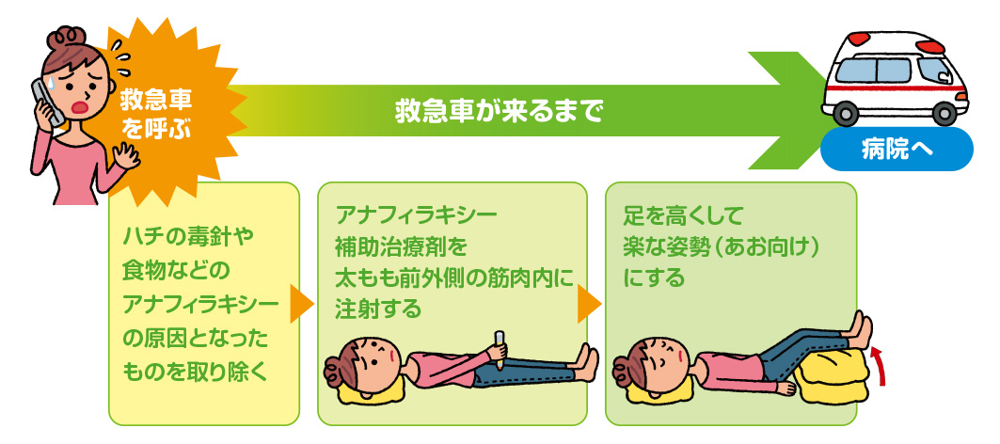 救急車
を呼ぶ
救急車が来るまで
病院へ
ハチの毒針や
食物などの
アナフィラキシー
の原因となった
ものを取り除く
アナフィラキシー
補助治療剤を
太もも前外側の筋肉内に
注射する
足を高くして
楽な姿勢（あお向け）
にする